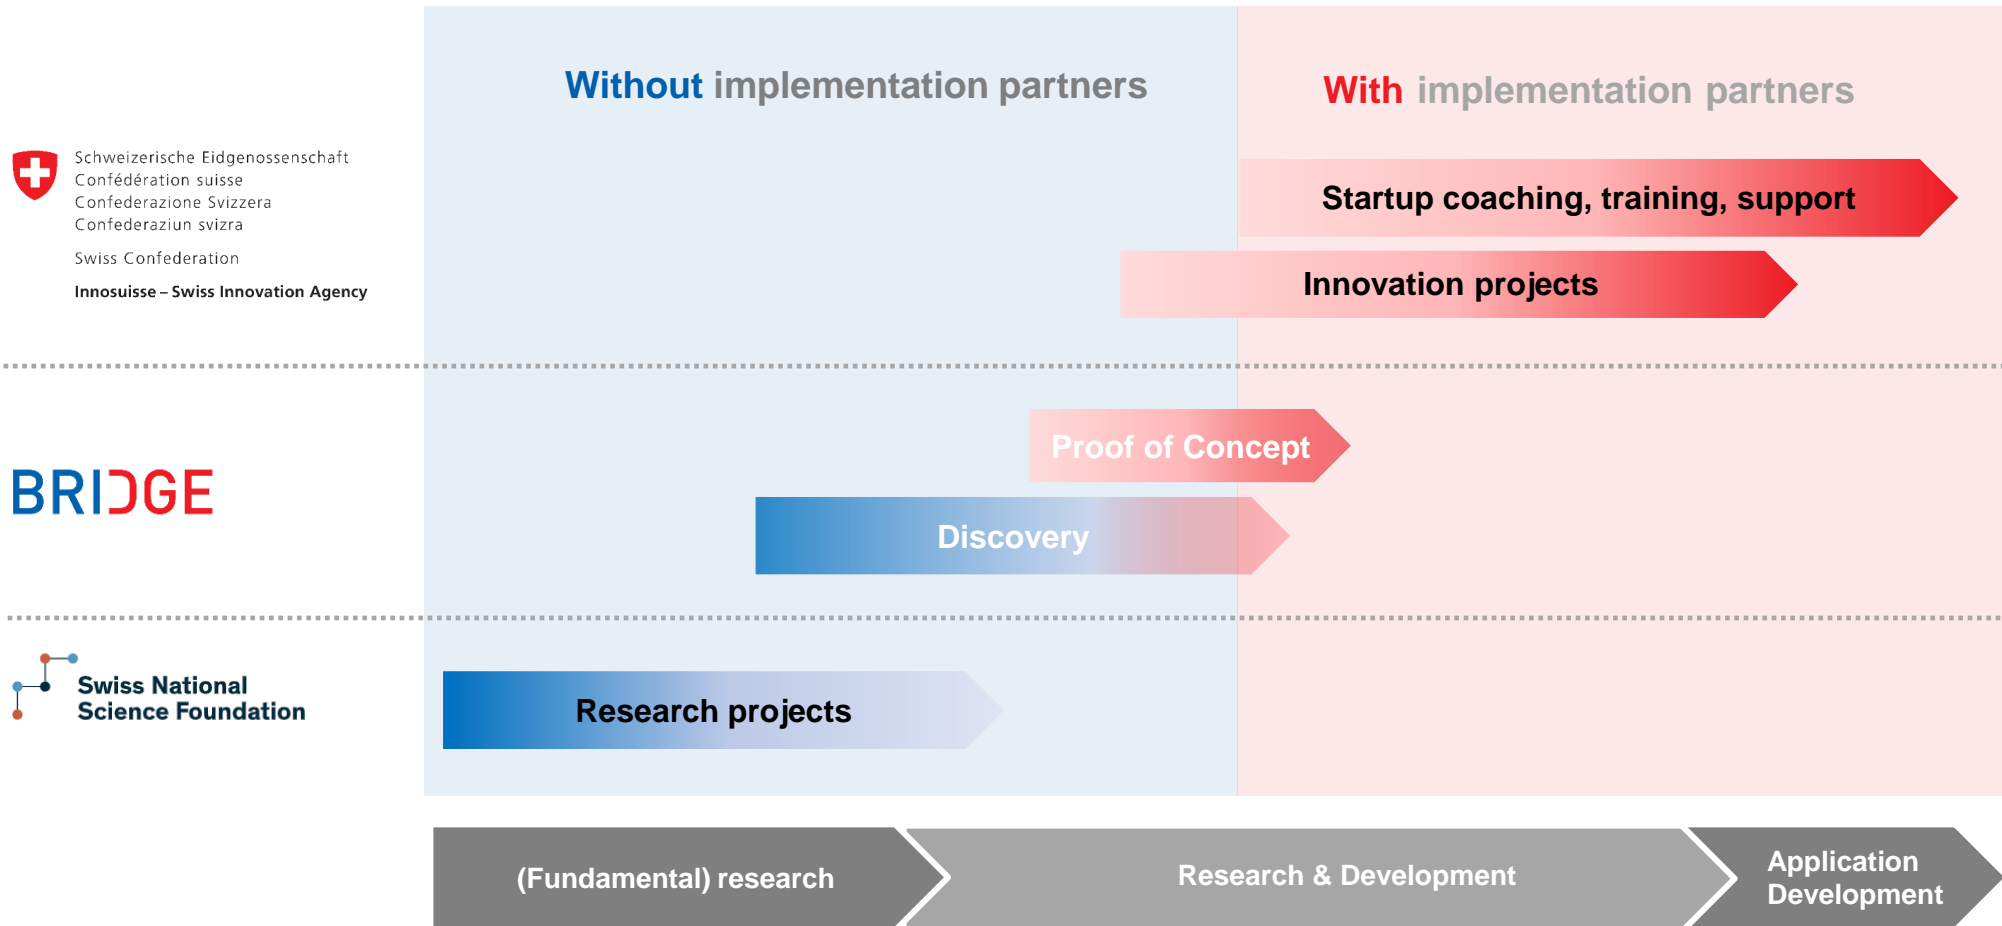 Without implementation partners
With implementation partners
Schweizerische Eidgenossenschaft
Confédération suisse
Confederazione Svizzera
Confederaziun svizra
Swiss Confederation
Innosuisse – Swiss Innovation Agency
Startup coaching, training, support
Innovation projects
BRIDGE
Proof of Concept
Discovery
Swiss National
Science Foundation
Research projects
(Fundamental) research
Research & Development
Application
Development